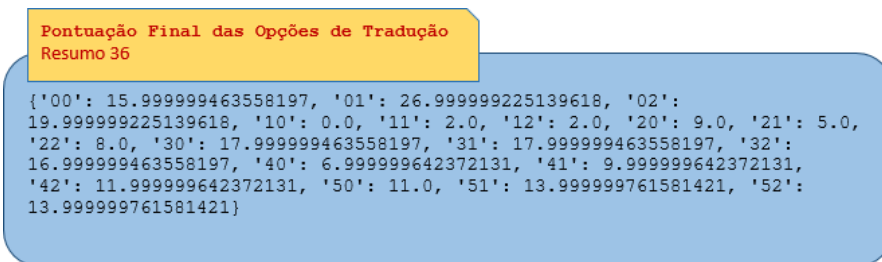 Pontuação Final das Opções de Tradução
Resumo 36
{'00': 15.999999463558197, '01': 26.999999225139618, '02':
19.999999225139618, '10': 0.0, '11': 2.0, '12': 2.0, '20': 9.0, '21': 5.0,
'22': 8.0, '30': 17.999999463558197, '31': 17.999999463558197, '32':
16.999999463558197, '40': 6.999999642372131, '41': 9.999999642372131,
'42': 11.999999642372131, '50': 11.0, '51': 13.999999761581421, '52':
13.999999761581421}